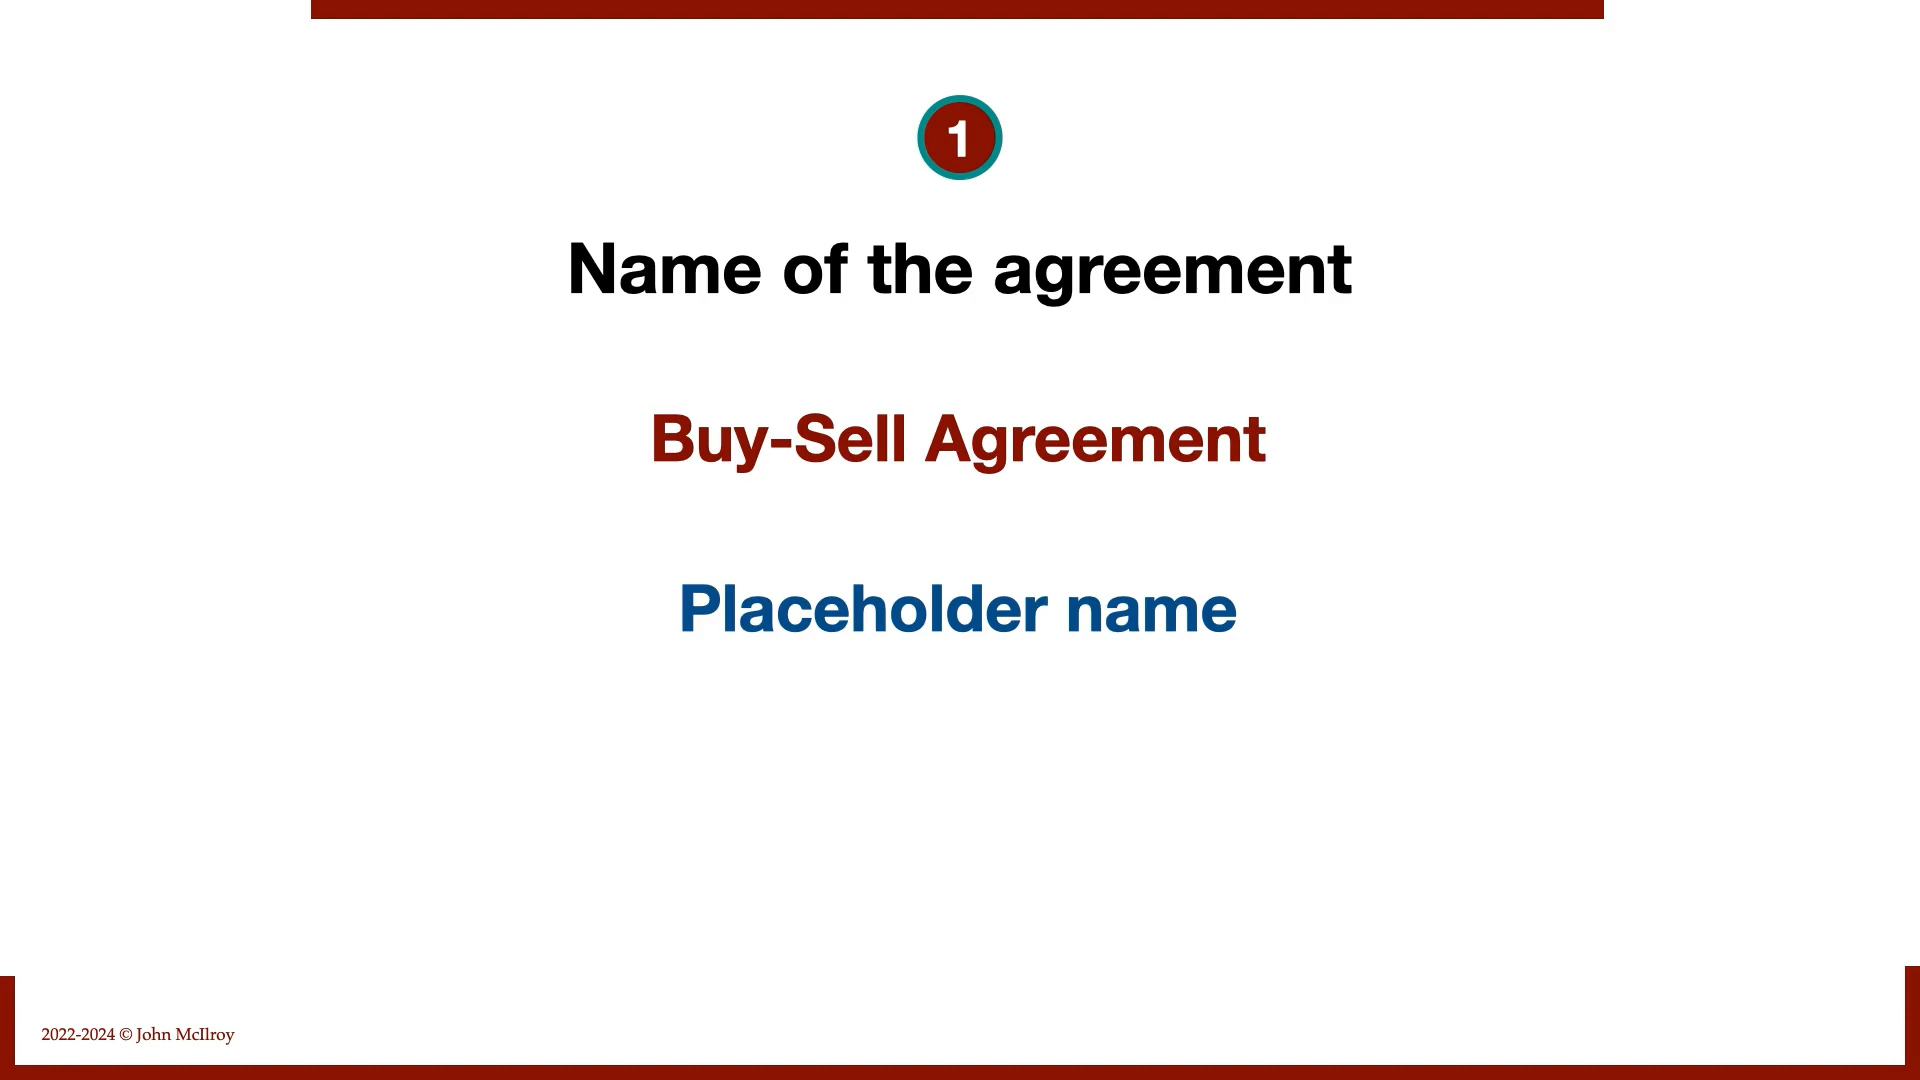 1
Name of the agreement
Buy-Sell Agreement
Placeholder name
2022-2024 © John McIlroy